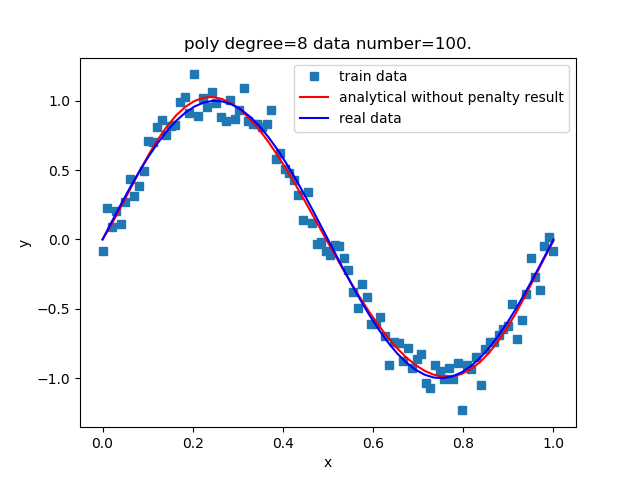 poly degree=8 data number=100.
train data
analytical without penalty result
real data
1.0
0.5
0.0
−0.5
−1.0
y
0.0 0.2 0.4 0.6 0.8 1.0
x